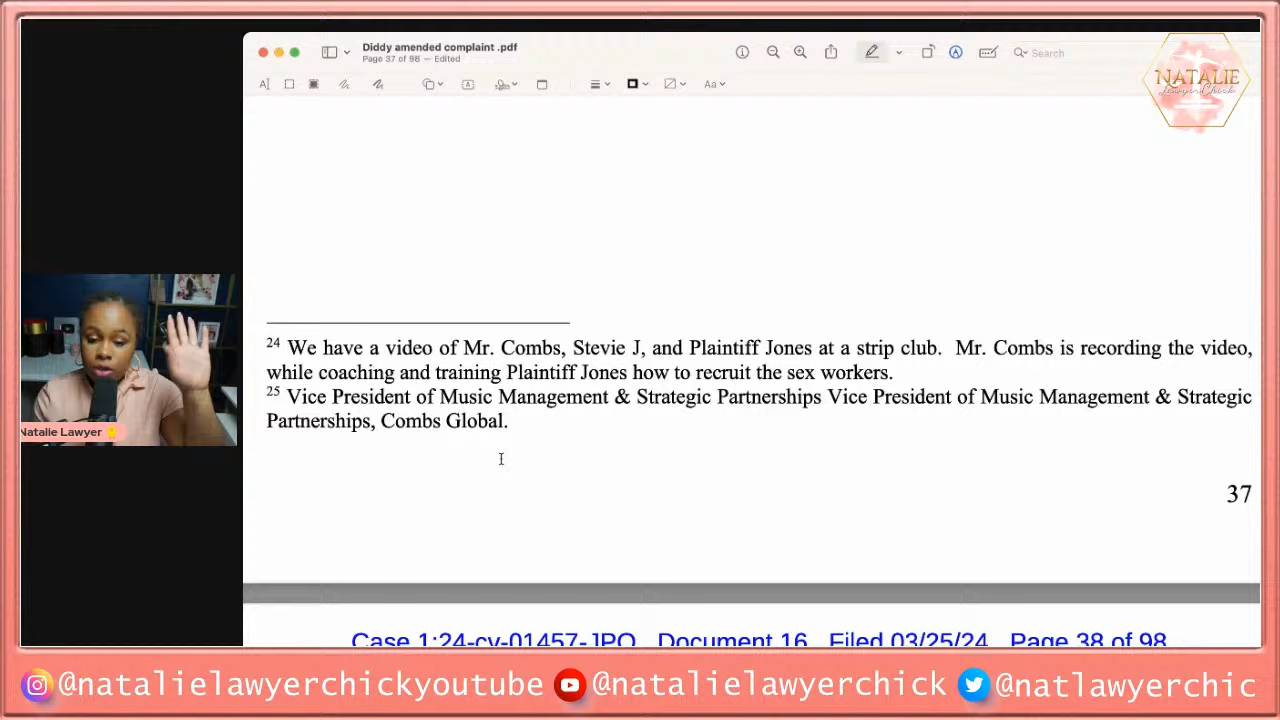 Diddy amended complaint .pdf
Page 37 of 98 — Edited
Search
NATALIE
LawyerChick
24 We have a video of Mr. Combs, Stevie J, and Plaintiff Jones at a strip club. Mr. Combs is recording the video,
while coaching and training Plaintiff Jones how to recruit the sex workers.
25 Vice President of Music Management & Strategic Partnerships Vice President of Music Management & Strategic
Partnerships, Combs Global.
Natalie Lawyer
37
Case 1:24-cv-01457-JPO Document 16 Filed 03/25/24 Page 38 of 98
@natalielawyerchickyoutube @natalielawyerchick @natlawyerchic